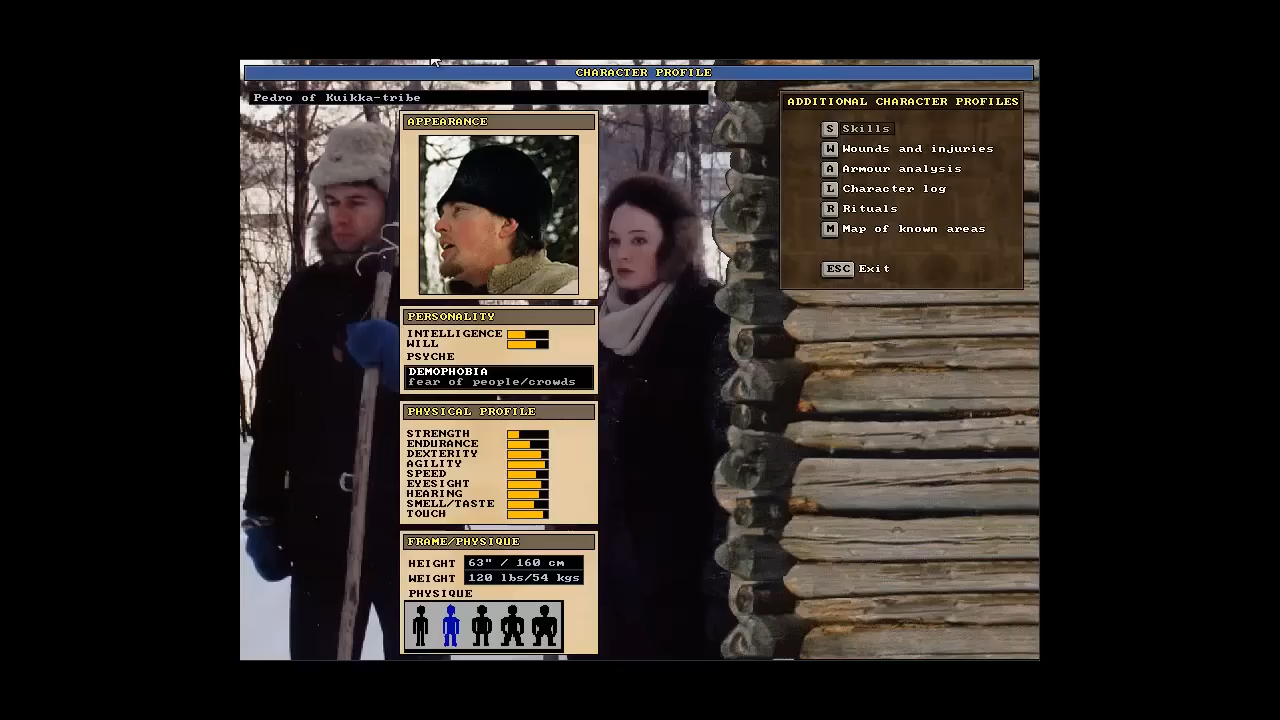 CHARACTER PROFILE
Pedro of Kuikka-tribe
APPEARANCE
PERSONALITY
INTELLIGENCE
WILL
PSYCHE
DEMOPHOBIA
fear of people/crowds
PHYSICAL PROFILE
STRENGTH
ENDURANCE
DEXTERITY
AGILITY
SPEED
EYESIGHT
HEARING
SMELL/TASTE
TOUCH
FRAME/PHYSIQUE
HEIGHT 63" / 160 cm
WEIGHT 120 lbs/54 kgs
PHYSIQUE
ADDITIONAL CHARACTER PROFILES
S Skills
W Wounds and injuries
A Armour analysis
L Character log
R Rituals
M Map of known areas
ESC Exit